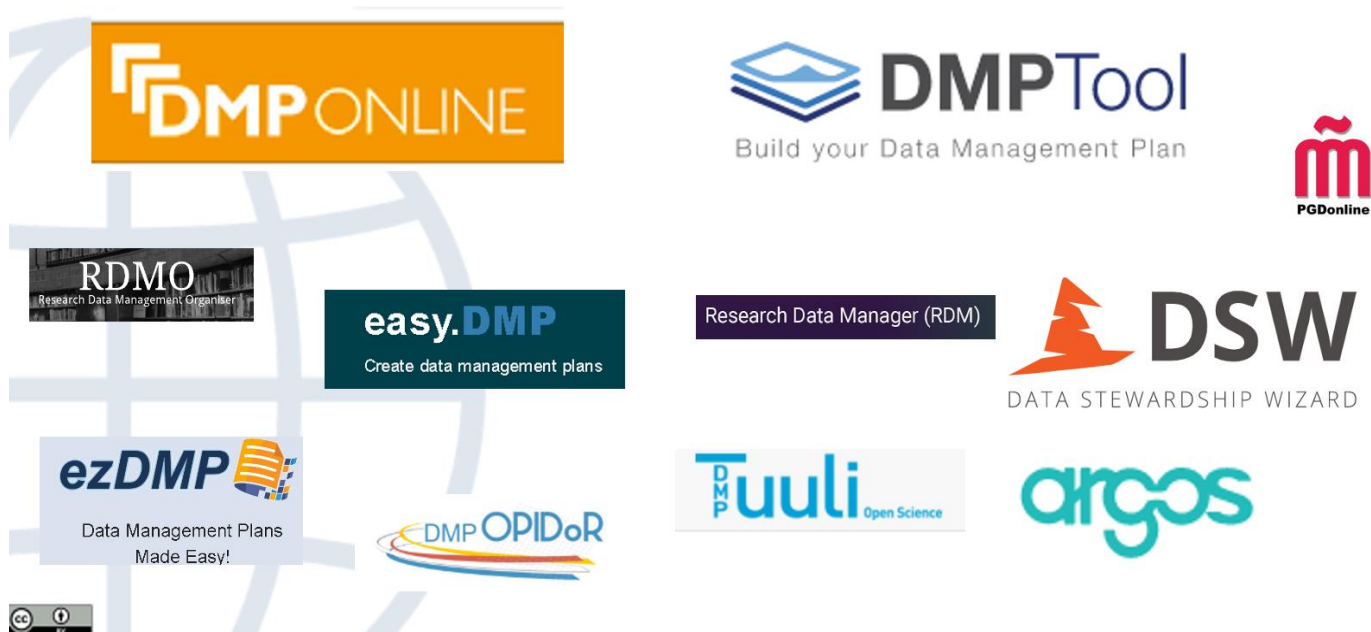 DMPONLINE
DMPTool
Build your Data Management Plan
m̃
PGDonline
RDMO
Research Data Management Organiser
easy.DMP
Create data management plans
Research Data Manager (RDM)
DSW
DATA STEWARDSHIP WIZARD
ezDMP
Data Management Plans
Made Easy!
DMP OPIDoR
DMP Tuuli Open Science
argos
cc
BY